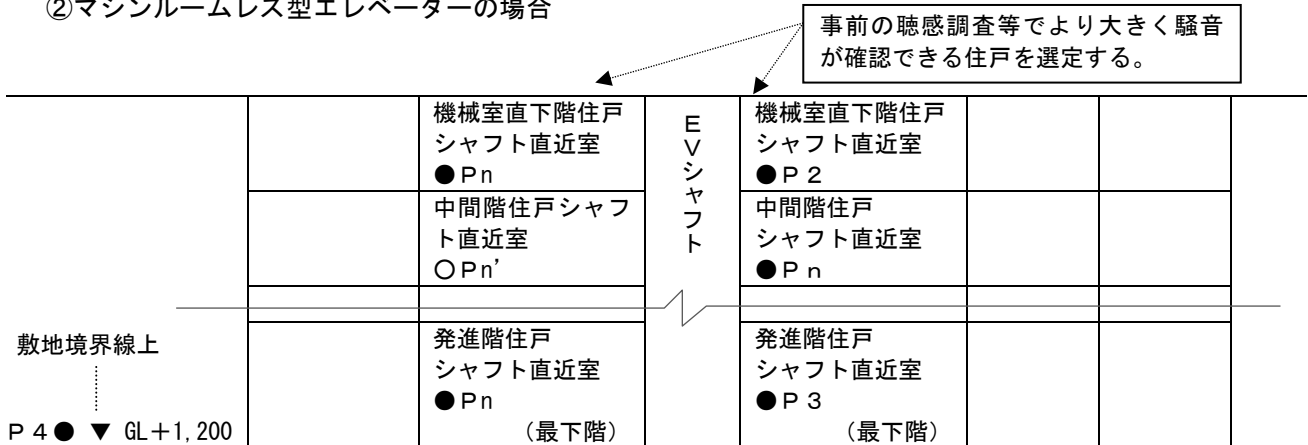 ②マシンルームレス型エレベーターの場合
事前の聴感調査等でより大きく騒音
が確認できる住戸を選定する。
機械室直下階住戸
シャフト直近室
●Pn
EVシャフト
機械室直下階住戸
シャフト直近室
●P2
中間階住戸シャフ
ト直近室
○Pn’
中間階住戸
シャフト直近室
●Pn
敷地境界線上
P4● ▼ GL+1,200
発進階住戸
シャフト直近室
●Pn
(最下階)
発進階住戸
シャフト直近室
●P3
(最下階)